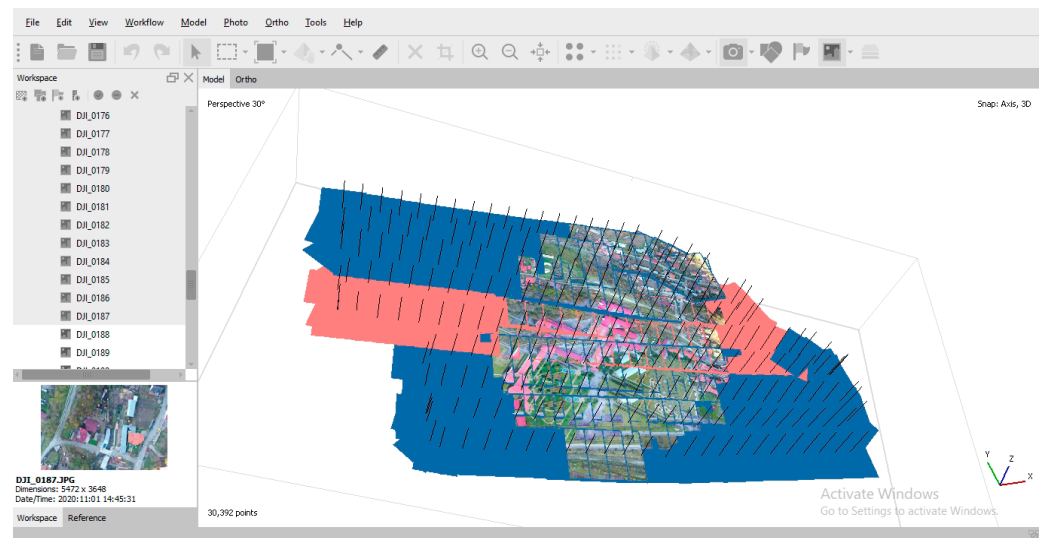 File Edit View Workflow Model Photo Ortho Tools Help
Workspace
Model Ortho
Perspective 30°
Snap: Axis, 3D
DJI_0176
DJI_0177
DJI_0178
DJI_0179
DJI_0180
DJI_0181
DJI_0182
DJI_0183
DJI_0184
DJI_0185
DJI_0186
DJI_0187
DJI_0188
DJI_0189
DJI_0187.JPG
Dimensions: 5472 x 3648
Date/Time: 2020:11:01 14:45:31
Workspace Reference
30,392 points
Y Z X
Activate Windows
Go to Settings to activate Windows.